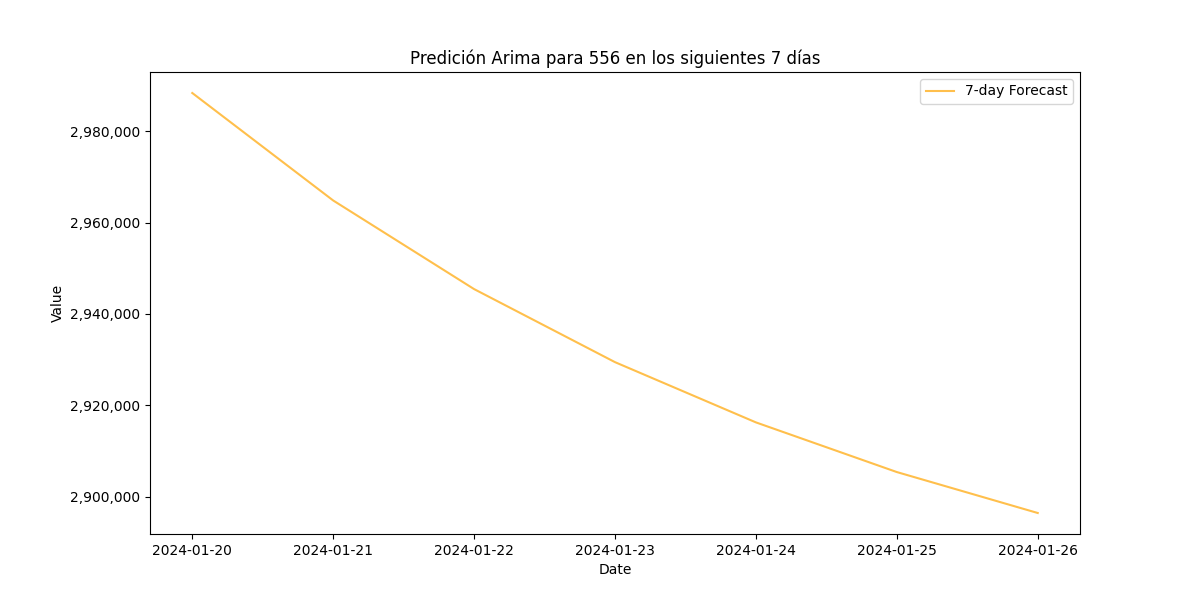 Predición Arima para 556 en los siguientes 7 días
7-day Forecast
2,980,000
2,960,000
2,940,000
2,920,000
2,900,000
Value
2024-01-20 2024-01-21 2024-01-22 2024-01-23 2024-01-24 2024-01-25 2024-01-26
Date